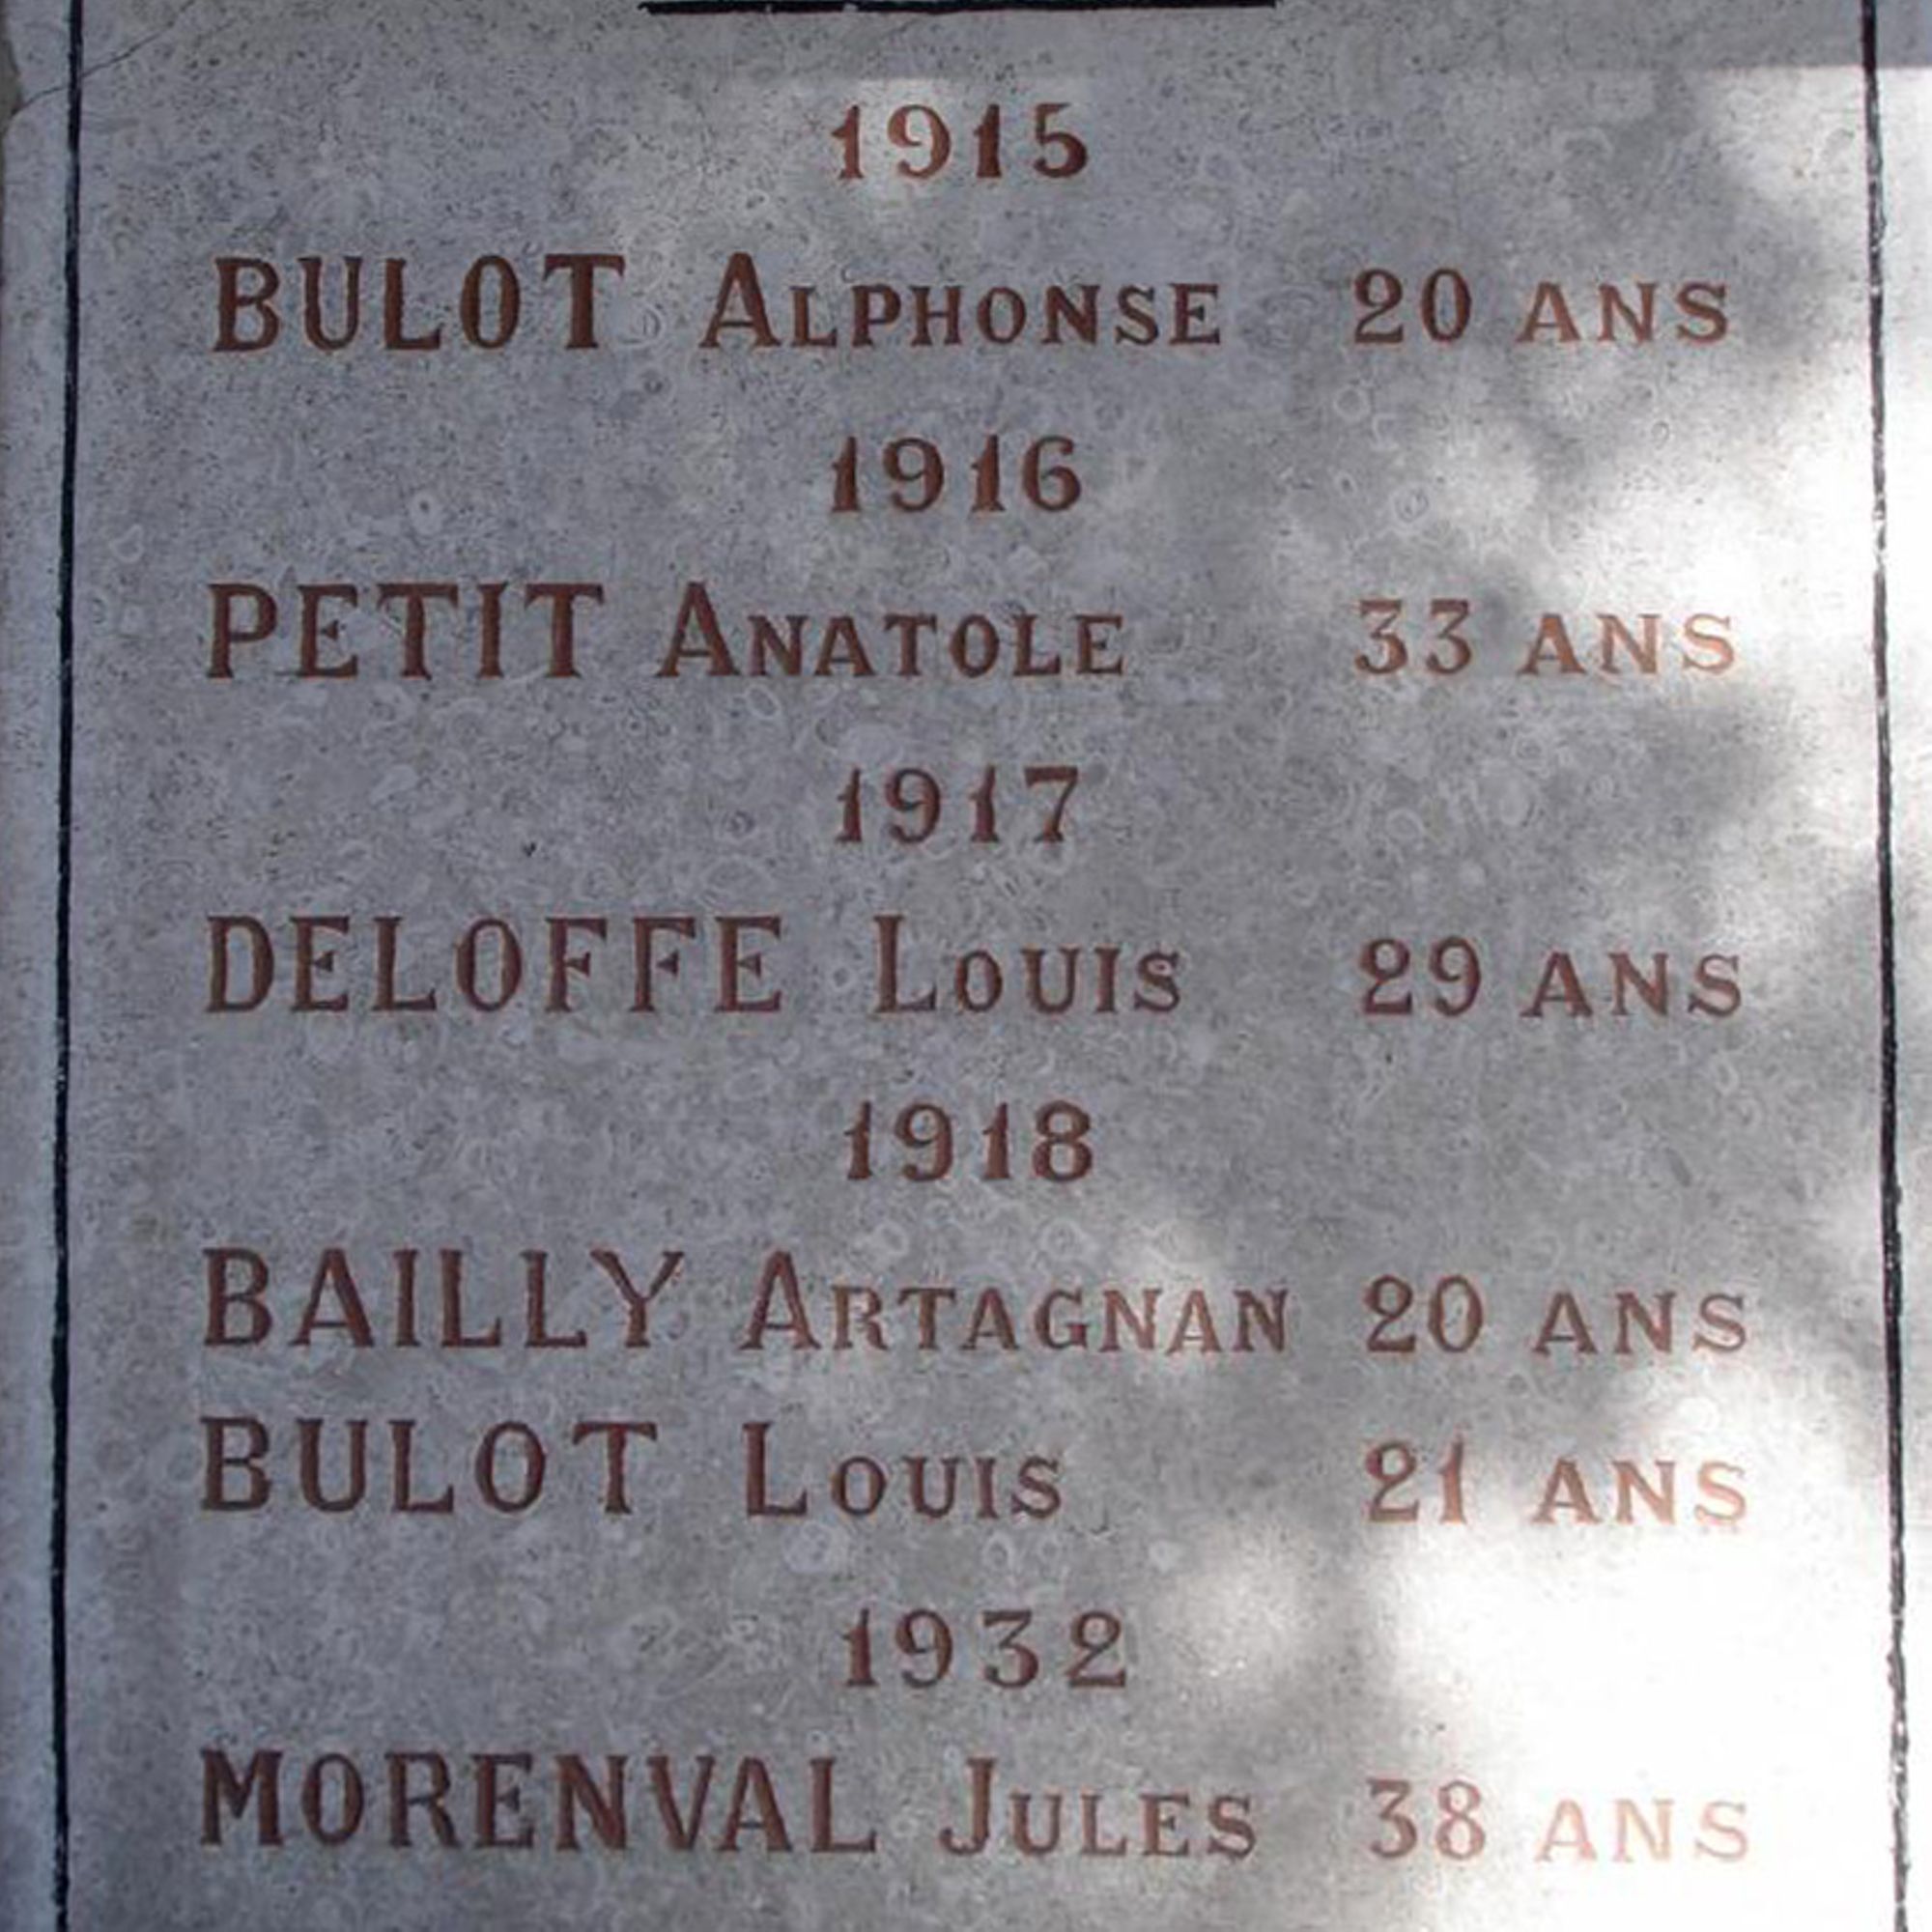 1915
BULOT ALPHONSE 20 ANS
1916
PETIT ANATOLE 33 ANS
1917
DELOFFE LOUIS 29 ANS
1918
BAILLY ARTAGNAN 20 ANS
BULOT LOUIS 21 ANS
1932
MORENVAL JULES 38 ANS